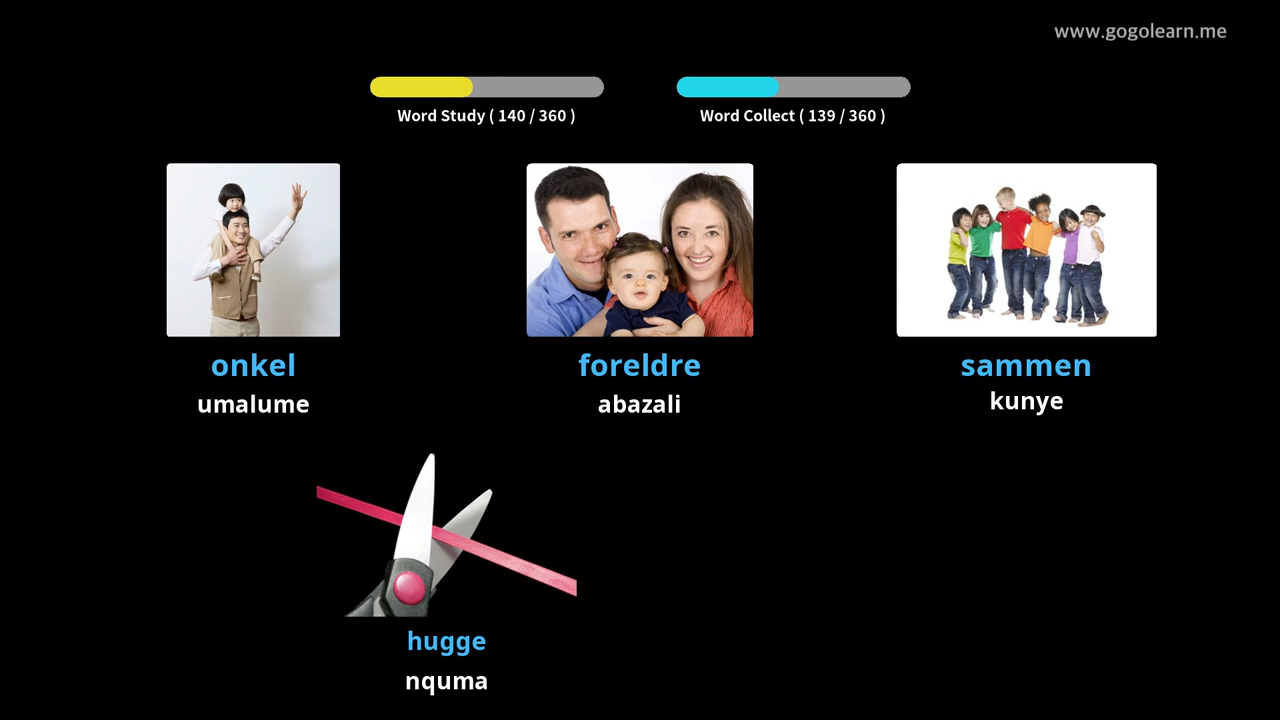 www.gogolearn.me
Word Study ( 140 / 360 )
Word Collect ( 139 / 360 )
onkel
umalume
foreldre
abazali
sammen
kunye
hugge
nquma